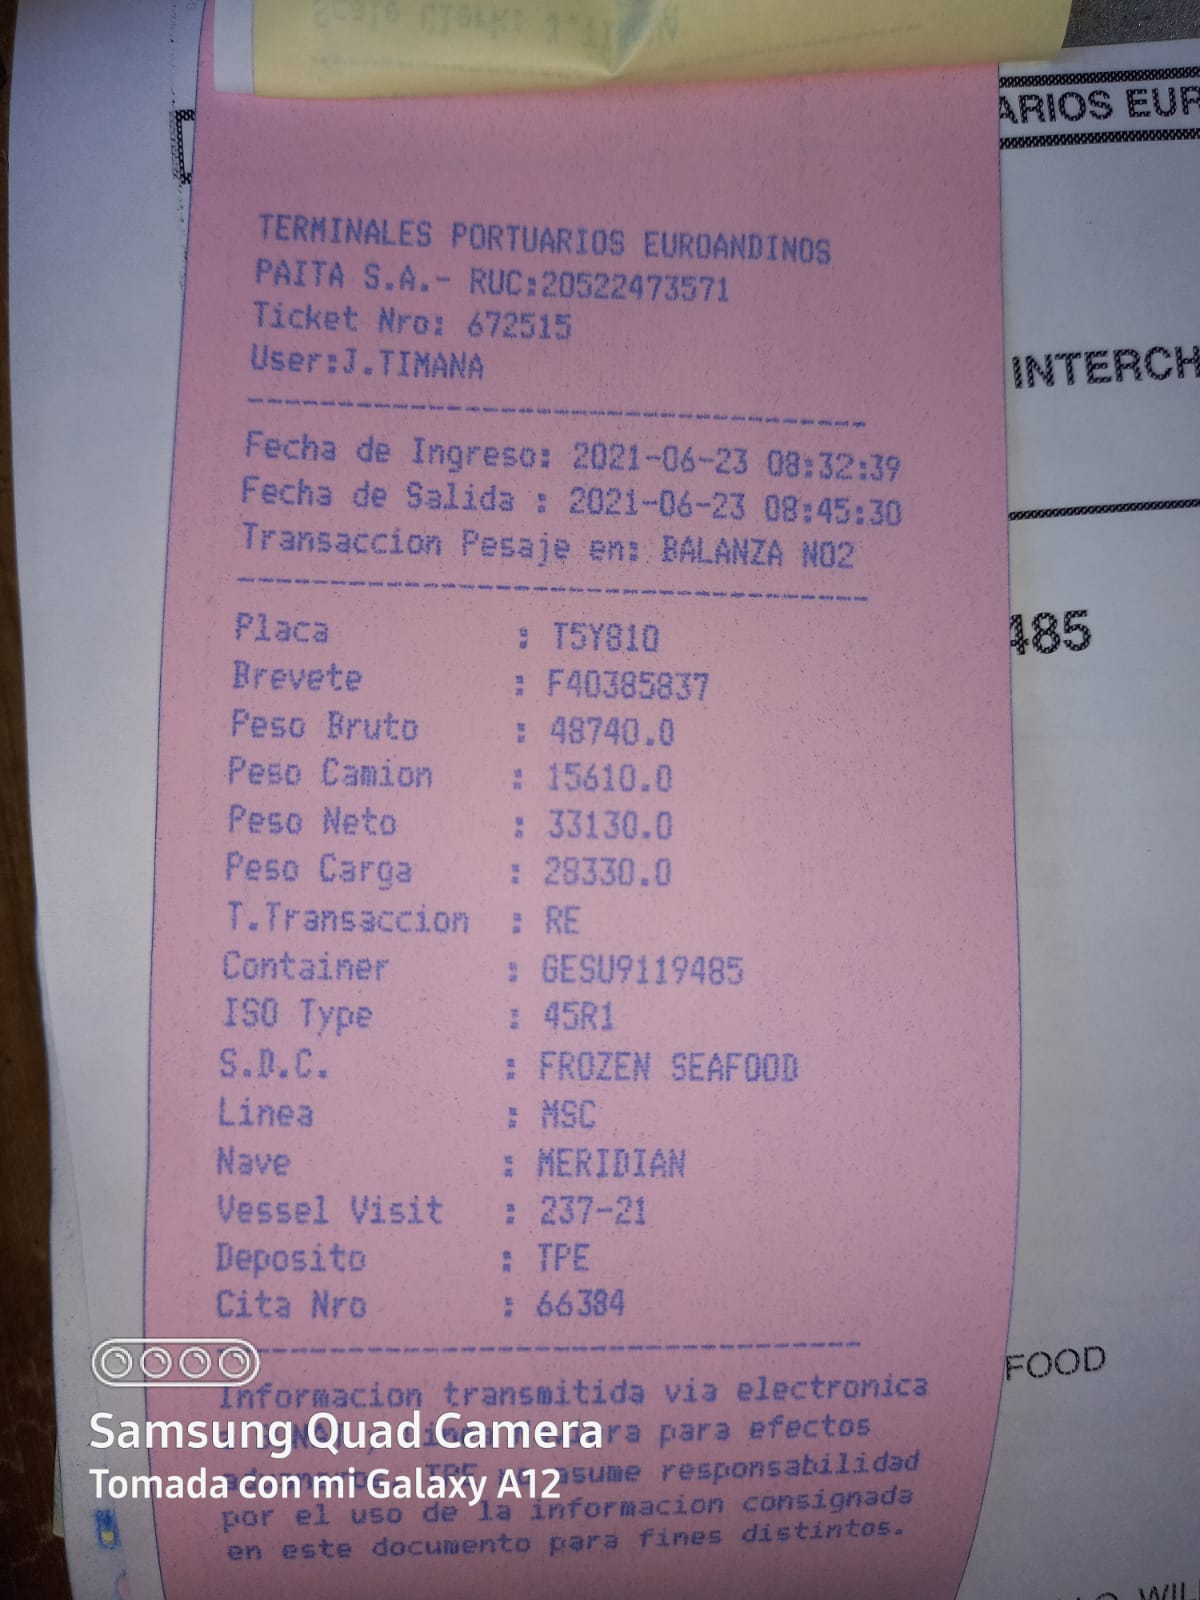 Scale Clerk: J.TIMANA
ARIOS EUR
TERMINALES PORTUARIOS EUROANDINOS
PAITA S.A.- RUC:20522473571
Ticket Nro: 672515
User:J.TIMANA
INTERCH
Fecha de Ingreso: 2021-06-23 08:32:39
Fecha de Salida : 2021-06-23 08:45:30
Transaccion Pesaje en: BALANZA NO2
485
Placa : T5Y810
Brevete : F40385837
Peso Bruto : 48740.0
Peso Camion : 15610.0
Peso Neto : 33130.0
Peso Carga : 28330.0
T.Transaccion : RE
Container : GESU9119485
ISO Type : 45R1
S.D.C. : FROZEN SEAFOOD
Linea : MSC
Nave : MERIDIAN
Vessel Visit : 237-21
Deposito : TPE
Cita Nro : 66384
FOOD
Informacion transmitida via electronica
para efectos
TPE asume responsabilidad
por el uso de la informacion consignada
en este documento para fines distintos.
Samsung Quad Camera
Tomada con mi Galaxy A12